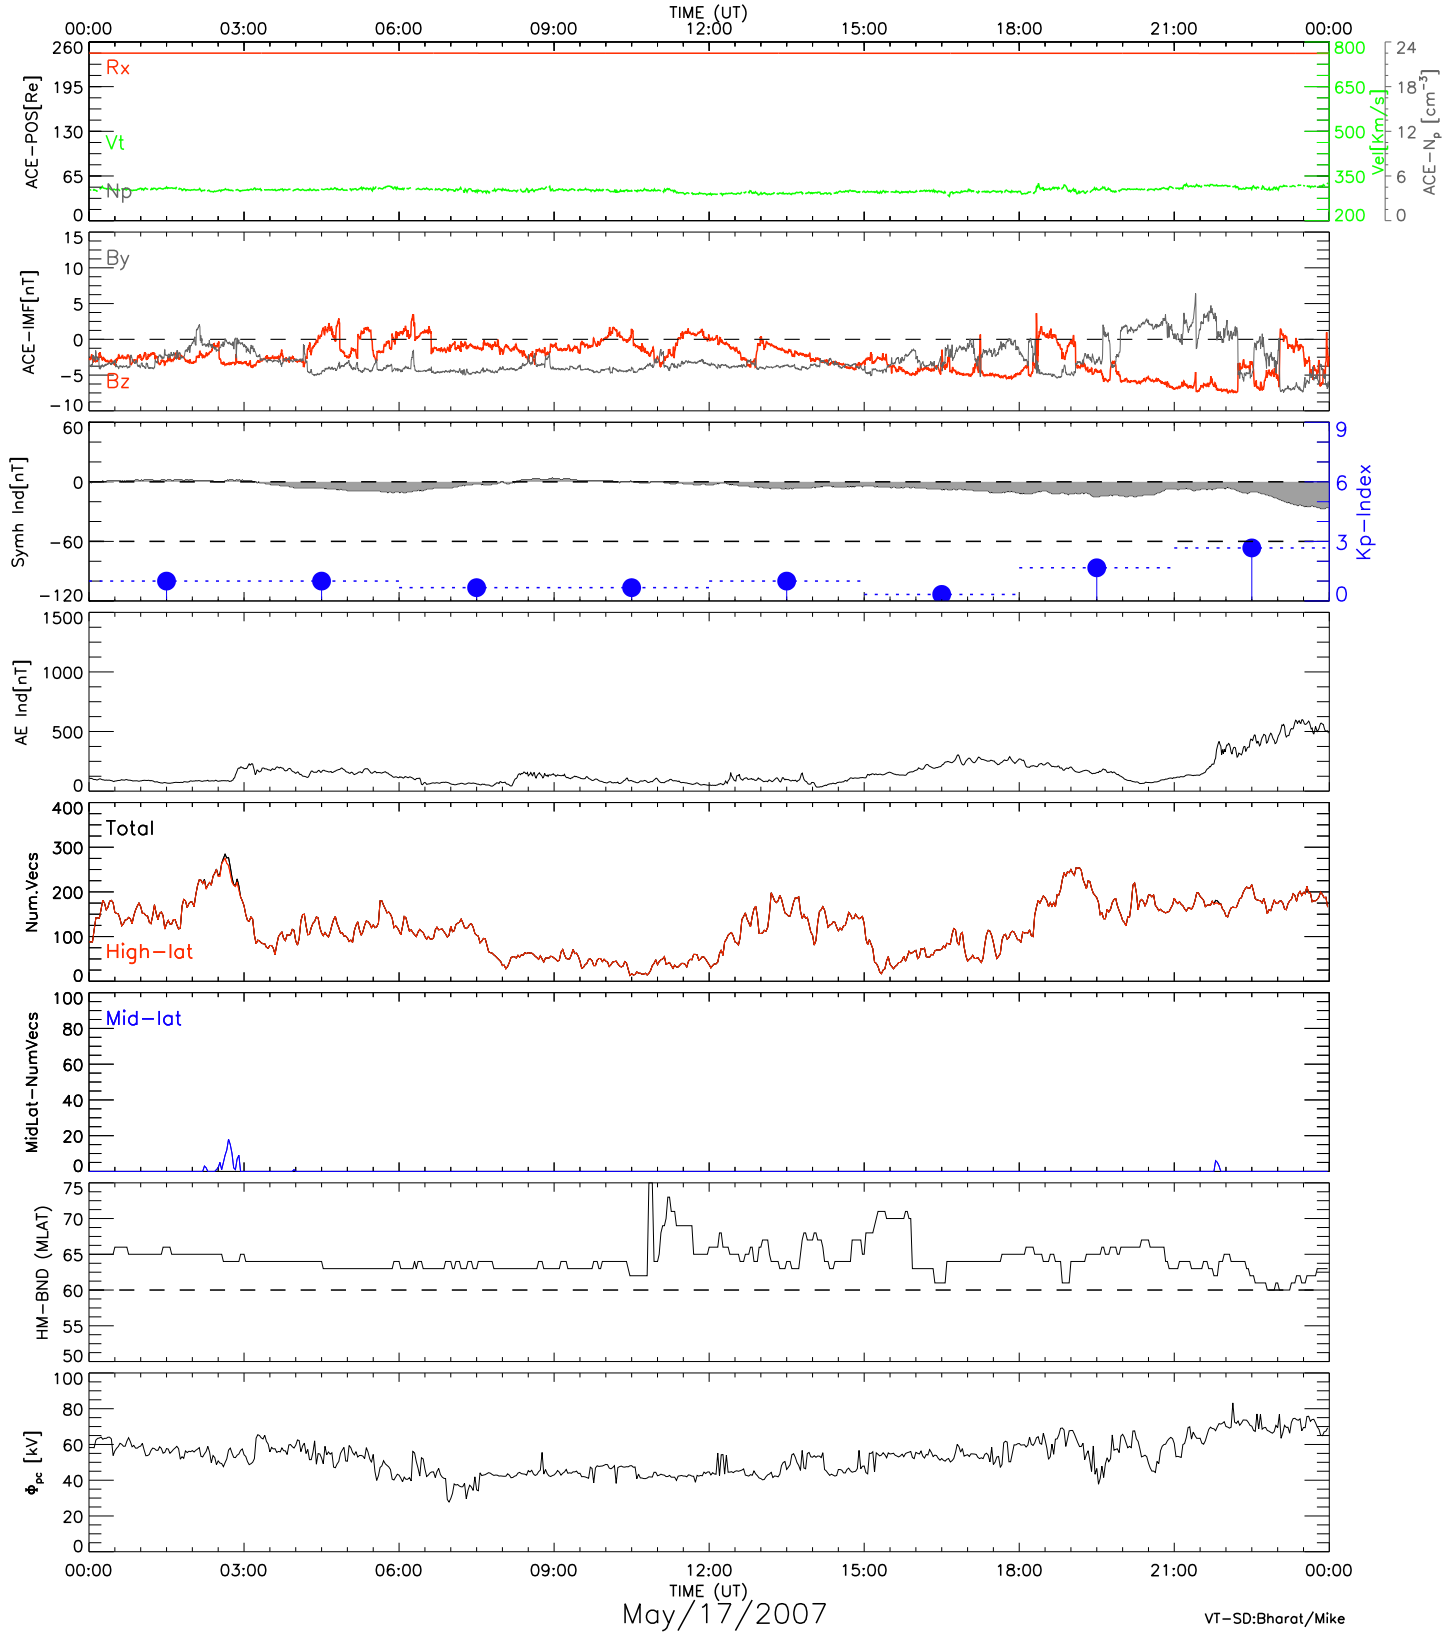 TIME (UT)
00:00 03:00 06:00 09:00 12:00 15:00 18:00 21:00 00:00
ACE-POS[Re]
260
195
130
65
0
Rx
Vt
Np
800
650
500
350
200
Vel[Km/s]
24
18
12
6
0
ACE-Np [cm-3]
ACE-IMF[nT]
15
10
5
0
-5
-10
By
Bz
Symh Ind[nT]
60
0
-60
-120
9
6
3
0
Kp-Index
AE Ind[nT]
1500
1000
500
0
Num.Vecs
400
300
200
100
0
Total
High-lat
MidLat-NumVecs
100
80
60
40
20
0
Mid-lat
HM-BND (MLAT)
75
70
65
60
55
50
Φpc [kV]
100
80
60
40
20
0
00:00 03:00 06:00 09:00 12:00 15:00 18:00 21:00 00:00
TIME (UT)
May/17/2007
VT-SD:Bharat/Mike